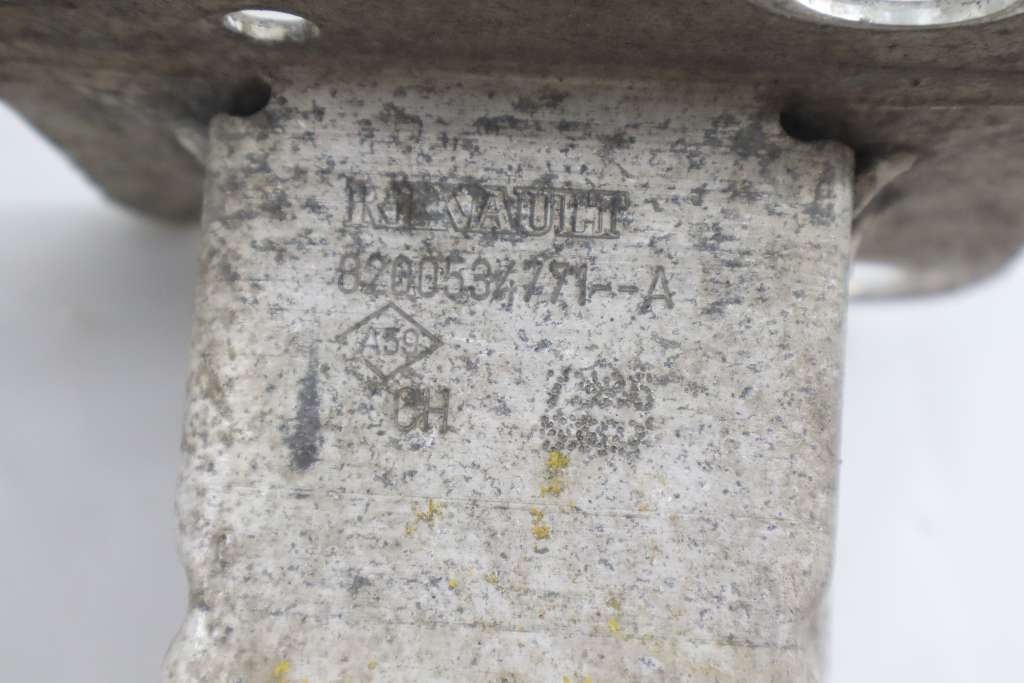 RENAULT
8200534771--A
A39
CH